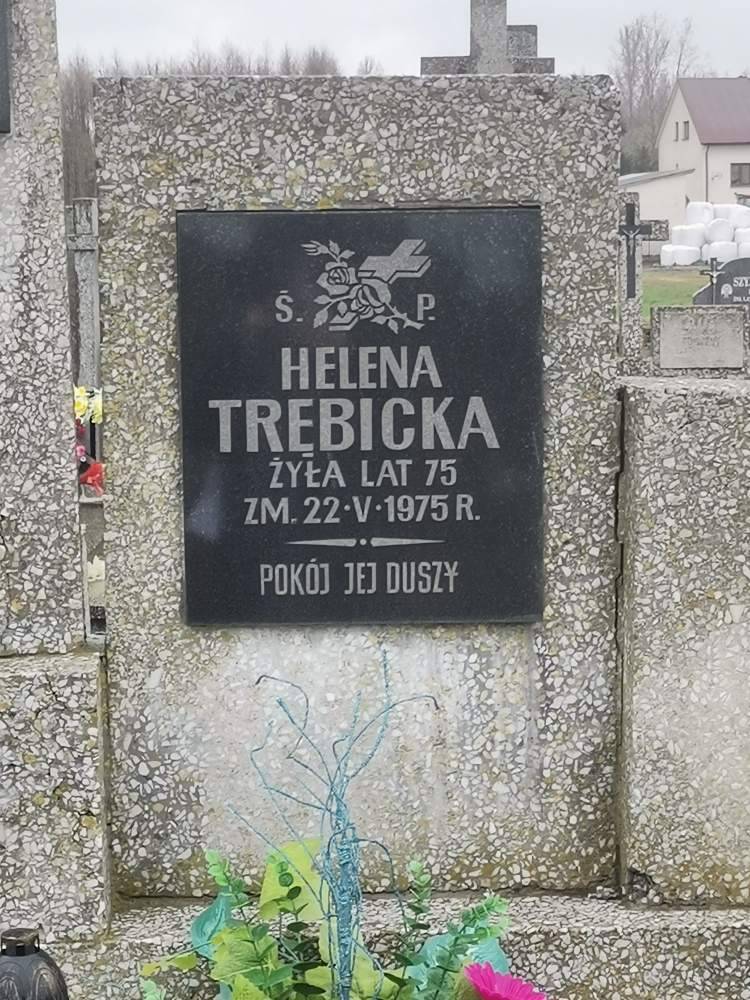 Ś. P.
HELENA
TRĘBICKA
ŻYŁA LAT 75
ZM. 22·V·1975 R.
POKÓJ JEJ DUSZY